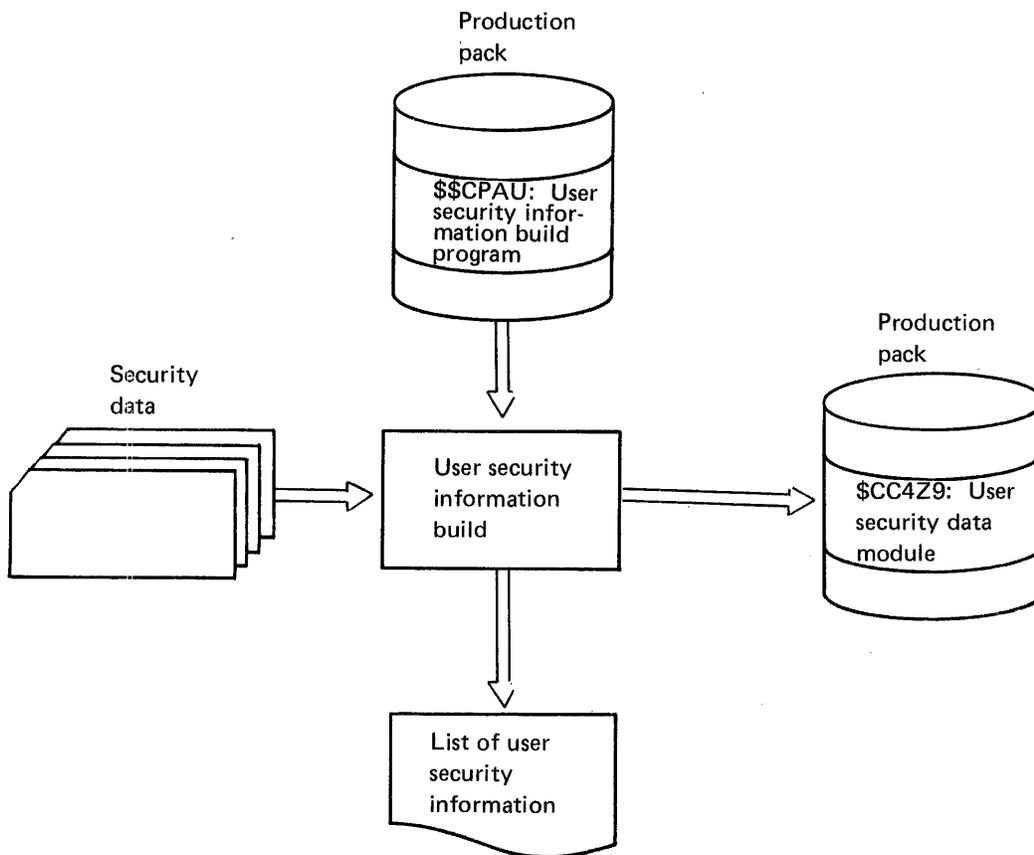 Production
pack
$$CPAU: User
security infor-
mation build
program
Production
pack
Security
data
User security
information
build
$CC4Z9: User
security data
module
List of user
security
information